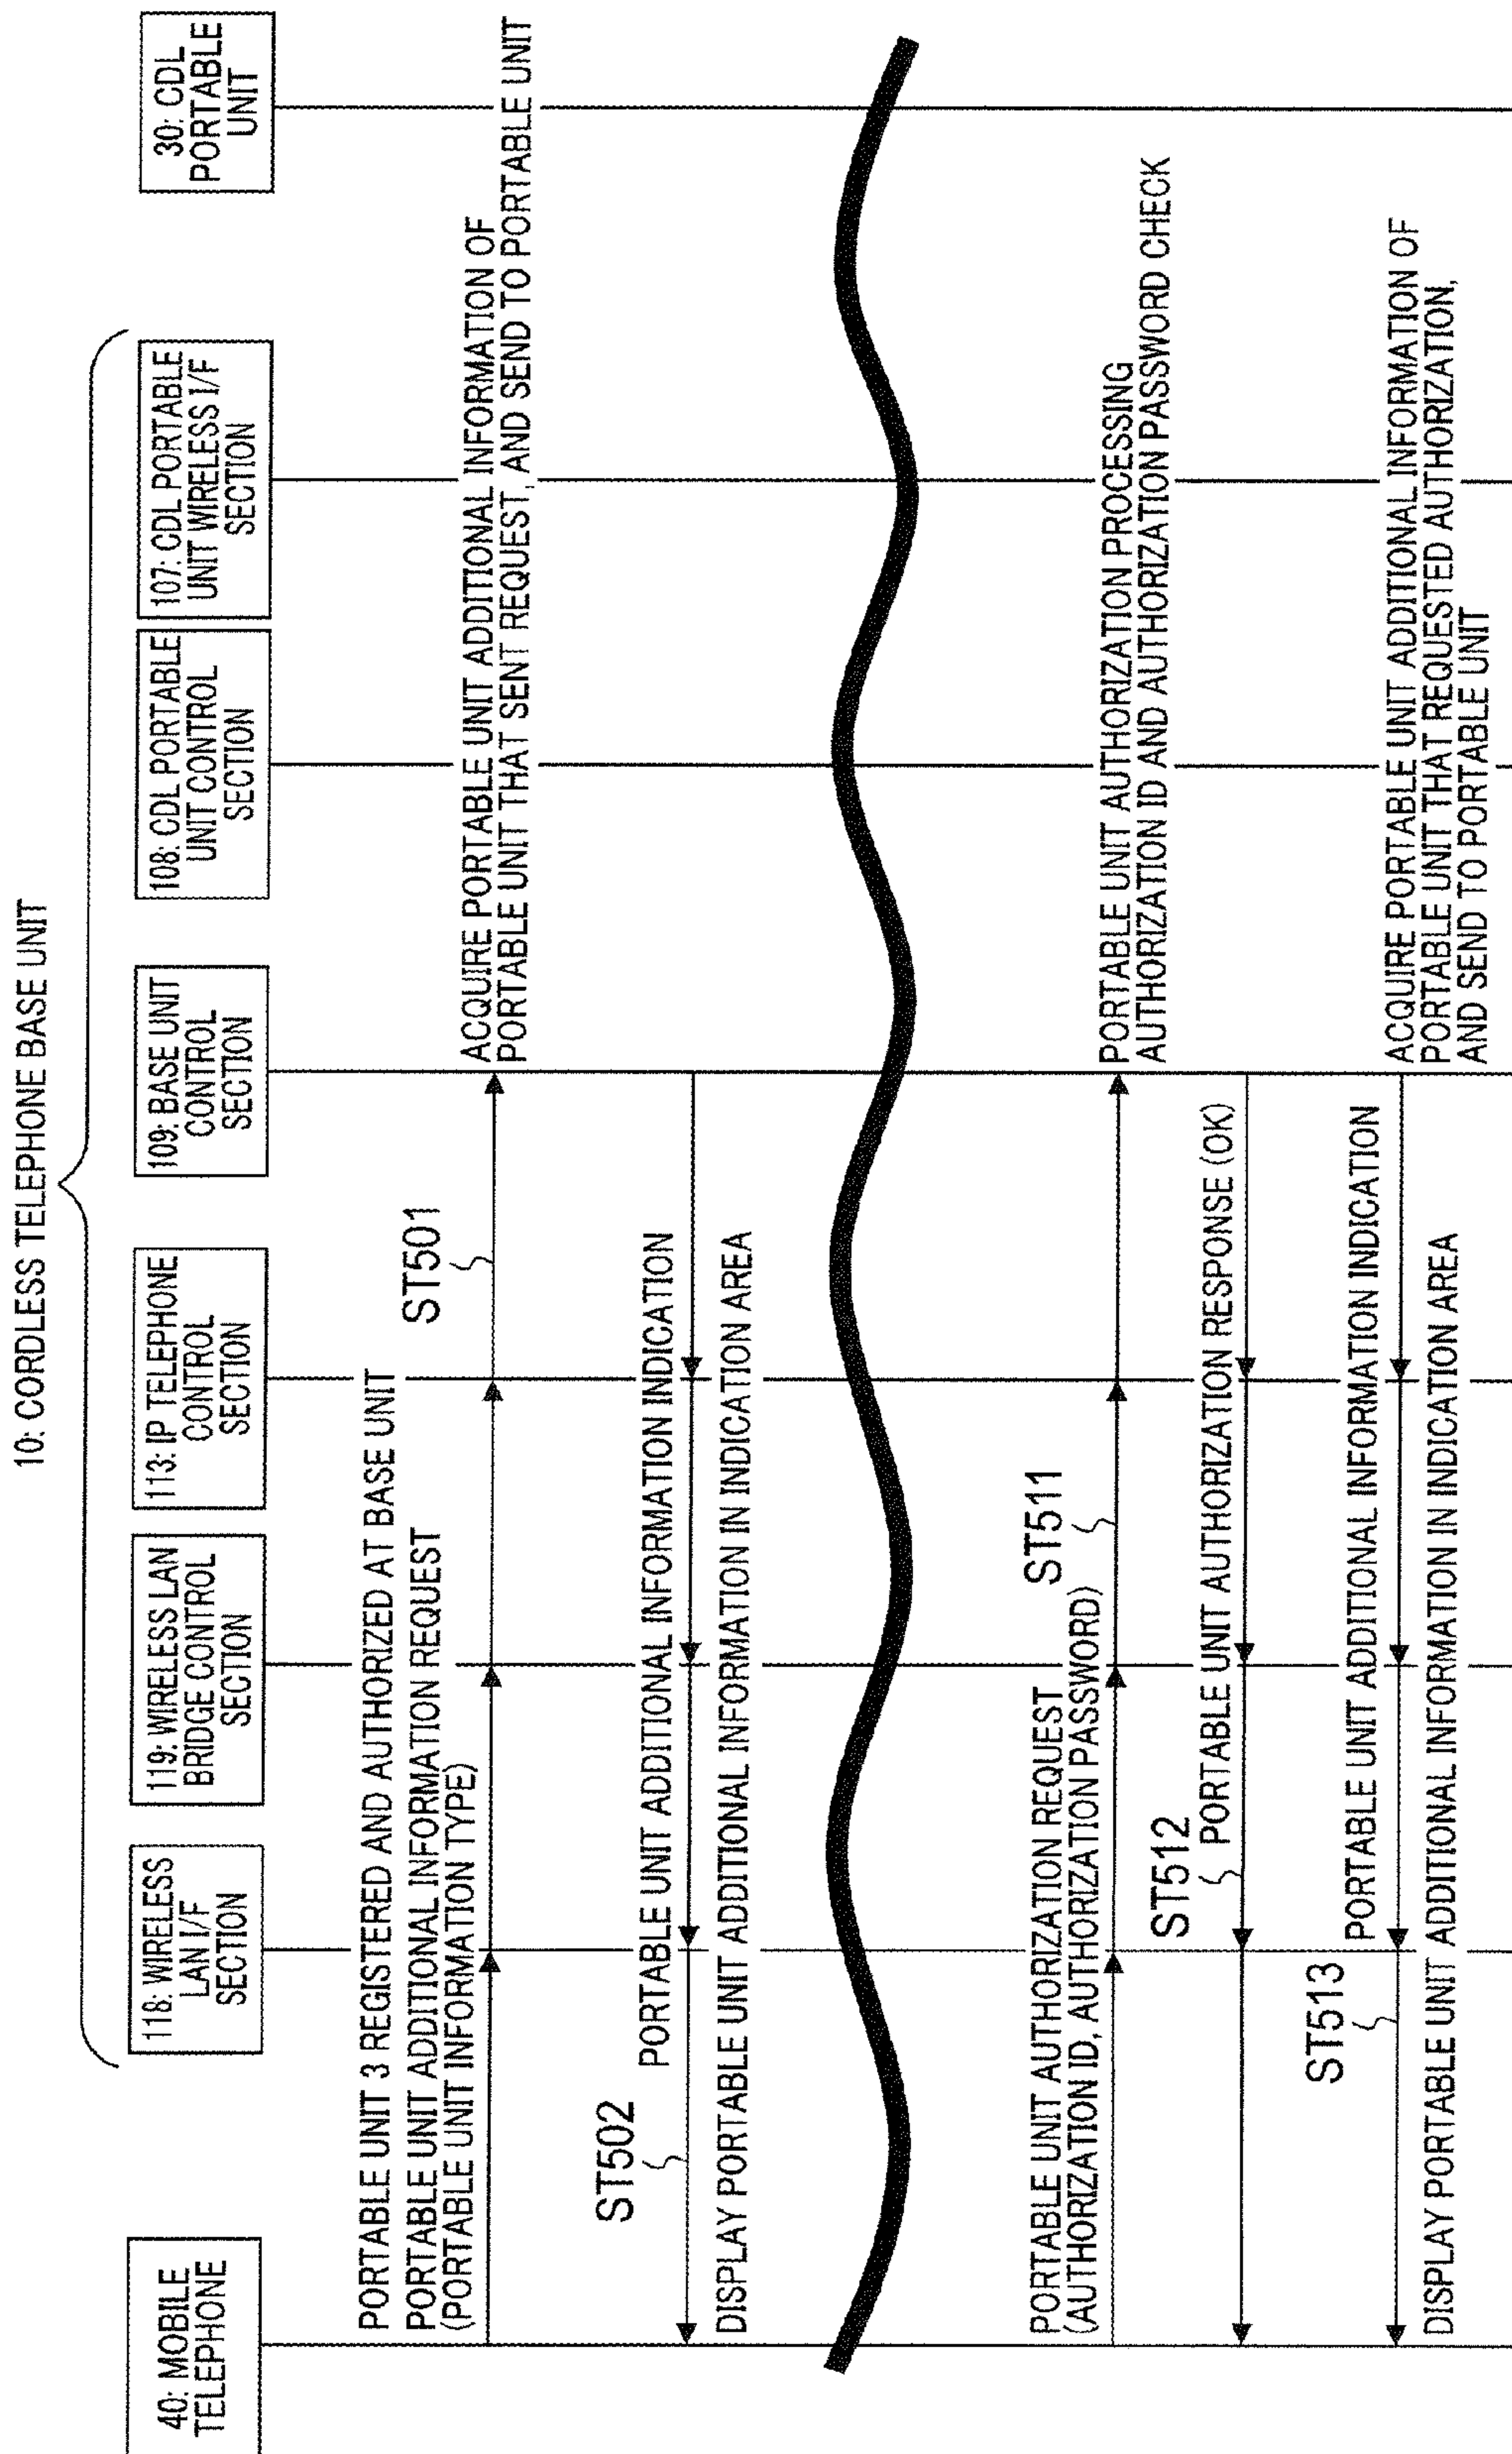 10: CORDLESS TELEPHONE BASE UNIT
40: MOBILE
TELEPHONE
118: WIRELESS
LAN I/F
SECTION
119: WIRELESS LAN
BRIDGE CONTROL
SECTION
113: IP TELEPHONE
CONTROL
SECTION
109: BASE UNIT
CONTROL
SECTION
108: CDL PORTABLE
UNIT CONTROL
SECTION
107: CDL PORTABLE
UNIT WIRELESS I/F
SECTION
30: CDL
PORTABLE
UNIT
PORTABLE UNIT 3 REGISTERED AND AUTHORIZED AT BASE UNIT
PORTABLE UNIT ADDITIONAL INFORMATION REQUEST
(PORTABLE UNIT INFORMATION TYPE)
ST501
ACQUIRE PORTABLE UNIT ADDITIONAL INFORMATION OF
PORTABLE UNIT THAT SENT REQUEST, AND SEND TO PORTABLE UNIT
ST502
PORTABLE UNIT ADDITIONAL INFORMATION INDICATION
DISPLAY PORTABLE UNIT ADDITIONAL INFORMATION IN INDICATION AREA
PORTABLE UNIT AUTHORIZATION REQUEST
(AUTHORIZATION ID, AUTHORIZATION PASSWORD)
ST511
PORTABLE UNIT AUTHORIZATION PROCESSING
AUTHORIZATION ID AND AUTHORIZATION PASSWORD CHECK
ST512
PORTABLE UNIT AUTHORIZATION RESPONSE (OK)
ST513
PORTABLE UNIT ADDITIONAL INFORMATION INDICATION
ACQUIRE PORTABLE UNIT ADDITIONAL INFORMATION OF
PORTABLE UNIT THAT REQUESTED AUTHORIZATION,
AND SEND TO PORTABLE UNIT
DISPLAY PORTABLE UNIT ADDITIONAL INFORMATION IN INDICATION AREA